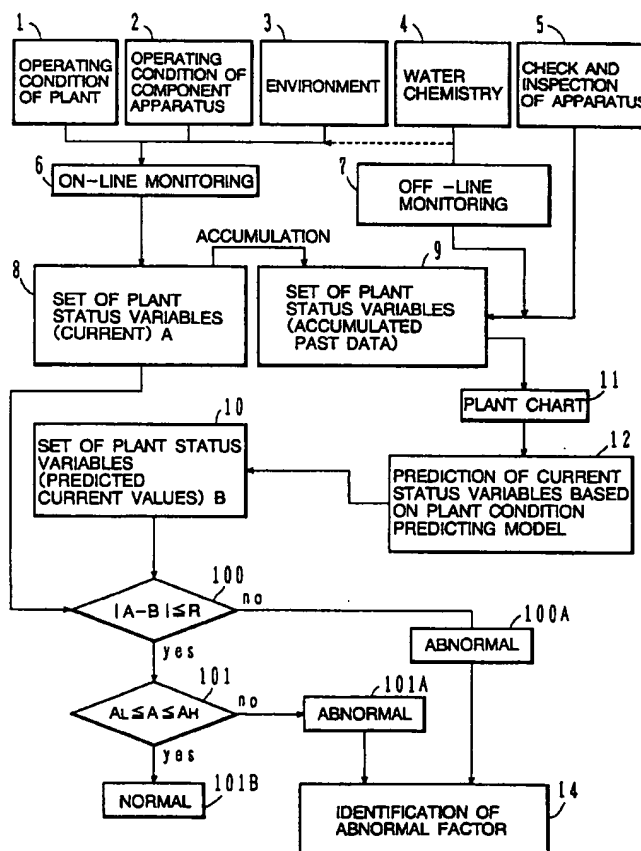 1
2
3
4
5
OPERATING
CONDITION
OF PLANT
OPERATING
CONDITION OF
COMPONENT
APPARATUS
ENVIRONMENT
WATER
CHEMISTRY
CHECK AND
INSPECTION
OF APPARATUS
6
ON-LINE MONITORING
7
OFF -LINE
MONITORING
ACCUMULATION
8
SET OF PLANT
STATUS VARIABLES
(CURRENT) A
9
SET OF PLANT
STATUS VARIABLES
(ACCUMULATED
PAST DATA)
11
PLANT CHART
10
SET OF PLANT STATUS
VARIABLES
(PREDICTED
CURRENT VALUES) B
12
PREDICTION OF CURRENT
STATUS VARIABLES BASED
ON PLANT CONDITION
PREDICTING MODEL
100
|A-B|≦R
no
yes
100A
ABNORMAL
101
AL≦A≦AH
no
yes
101A
ABNORMAL
NORMAL
101B
14
IDENTIFICATION OF
ABNORMAL FACTOR